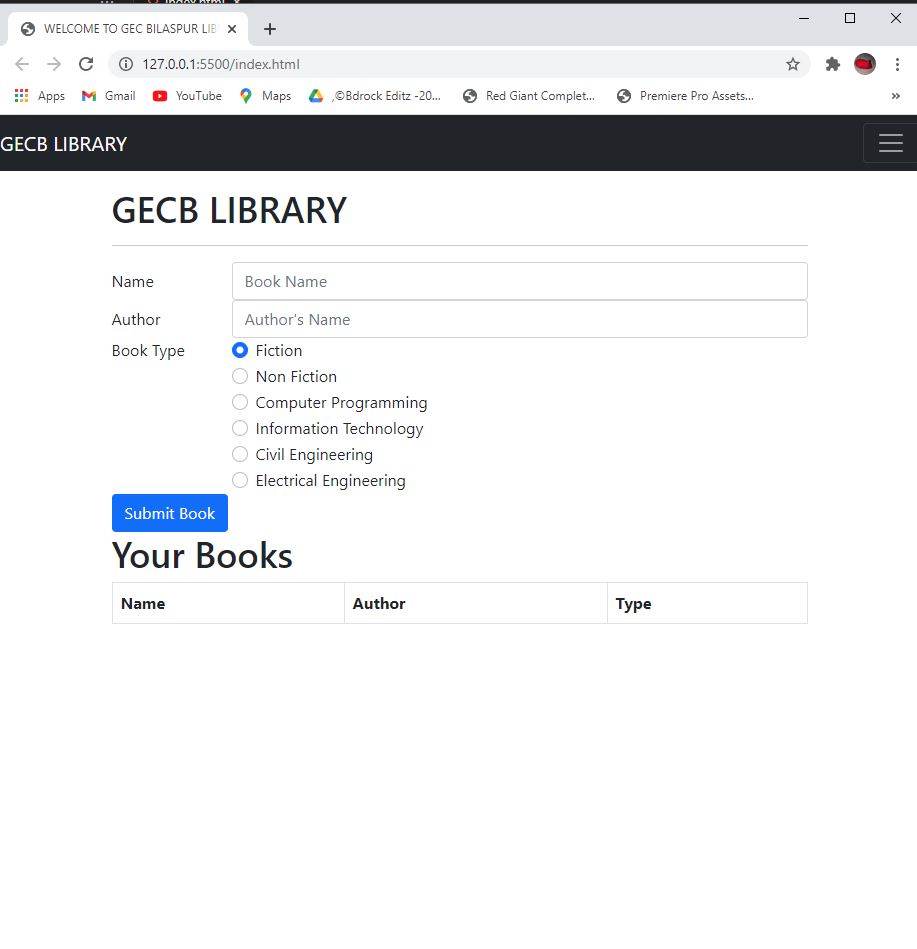 index.html
WELCOME TO GEC BILASPUR LIB
127.0.0.1:5500/index.html
Apps Gmail YouTube Maps ,©Bdrock Editz -20... Red Giant Complet... Premiere Pro Assets... »
GECB LIBRARY
GECB LIBRARY
Name Book Name
Author Author's Name
Book Type Fiction
Non Fiction
Computer Programming
Information Technology
Civil Engineering
Electrical Engineering
Submit Book
Your Books
Name Author Type